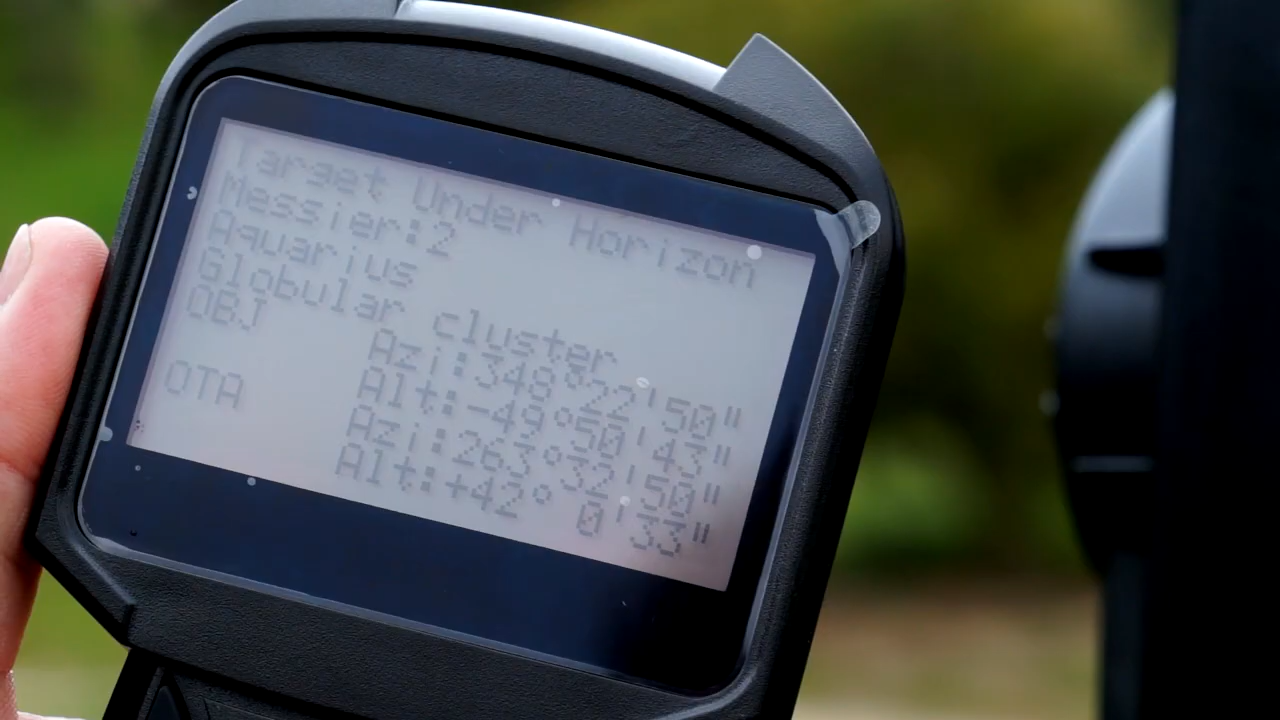 Target Under Horizon
Messier:2
Aquarius
Globular cluster
OBJ Azi:348°22'50"
Alt:-49°50'43"
OTA Azi:263°32'50"
Alt:+42° 0'33"